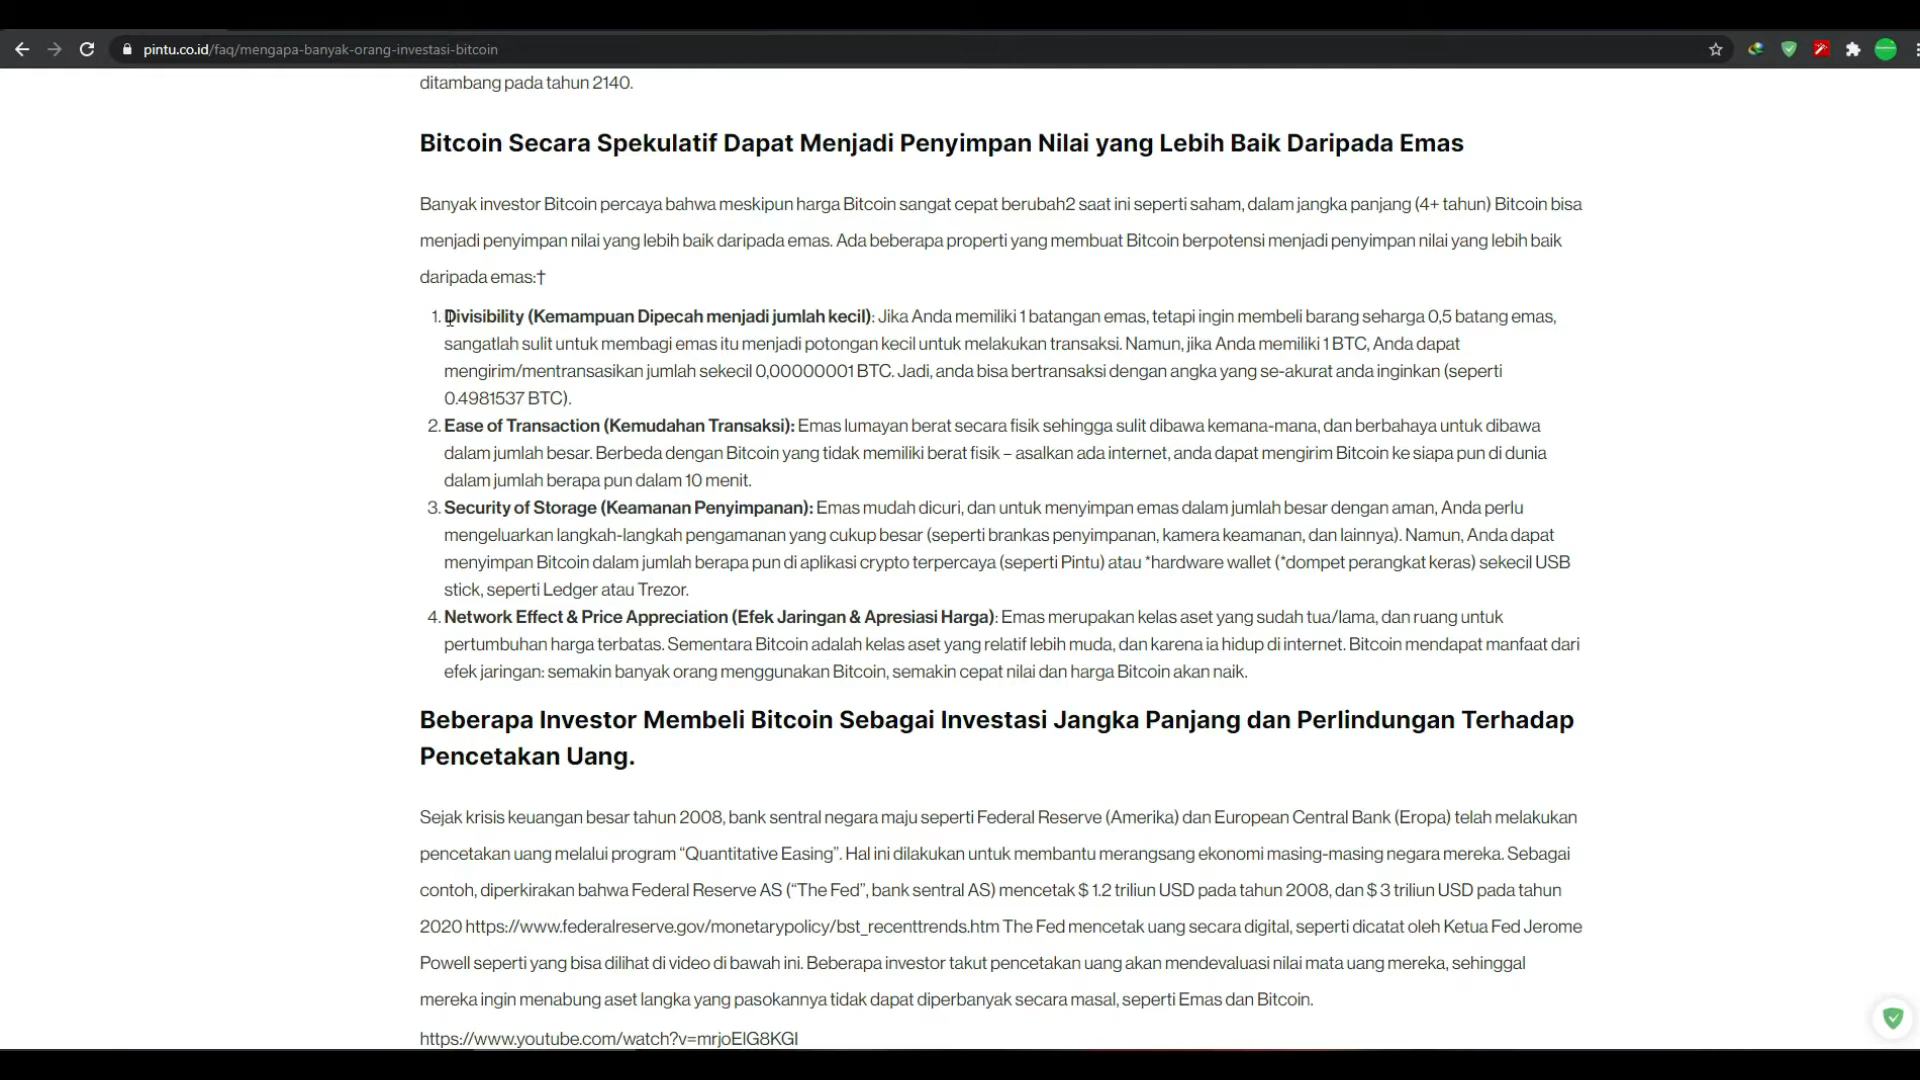 pintu.co.id/faq/mengapa-banyak-orang-investasi-bitcoin
ditambang pada tahun 2140.
Bitcoin Secara Spekulatif Dapat Menjadi Penyimpan Nilai yang Lebih Baik Daripada Emas
Banyak investor Bitcoin percaya bahwa meskipun harga Bitcoin sangat cepat berubah2 saat ini seperti saham, dalam jangka panjang (4+ tahun) Bitcoin bisa
menjadi penyimpan nilai yang lebih baik daripada emas. Ada beberapa properti yang membuat Bitcoin berpotensi menjadi penyimpan nilai yang lebih baik
daripada emas:†
1. Divisibility (Kemampuan Dipecah menjadi jumlah kecil): Jika Anda memiliki 1 batangan emas, tetapi ingin membeli barang seharga 0,5 batang emas,
sangatlah sulit untuk membagi emas itu menjadi potongan kecil untuk melakukan transaksi. Namun, jika Anda memiliki 1 BTC, Anda dapat
mengirim/mentransasikan jumlah sekecil 0,00000001 BTC. Jadi, anda bisa bertransaksi dengan angka yang se-akurat anda inginkan (seperti
0.4981537 BTC).
2. Ease of Transaction (Kemudahan Transaksi): Emas lumayan berat secara fisik sehingga sulit dibawa kemana-mana, dan berbahaya untuk dibawa
dalam jumlah besar. Berbeda dengan Bitcoin yang tidak memiliki berat fisik – asalkan ada internet, anda dapat mengirim Bitcoin ke siapa pun di dunia
dalam jumlah berapa pun dalam 10 menit.
3. Security of Storage (Keamanan Penyimpanan): Emas mudah dicuri, dan untuk menyimpan emas dalam jumlah besar dengan aman, Anda perlu
mengeluarkan langkah-langkah pengamanan yang cukup besar (seperti brankas penyimpanan, kamera keamanan, dan lainnya). Namun, Anda dapat
menyimpan Bitcoin dalam jumlah berapa pun di aplikasi crypto terpercaya (seperti Pintu) atau *hardware wallet (*dompet perangkat keras) sekecil USB
stick, seperti Ledger atau Trezor.
4. Network Effect & Price Appreciation (Efek Jaringan & Apresiasi Harga): Emas merupakan kelas aset yang sudah tua/lama, dan ruang untuk
pertumbuhan harga terbatas. Sementara Bitcoin adalah kelas aset yang relatif lebih muda, dan karena ia hidup di internet. Bitcoin mendapat manfaat dari
efek jaringan: semakin banyak orang menggunakan Bitcoin, semakin cepat nilai dan harga Bitcoin akan naik.
Beberapa Investor Membeli Bitcoin Sebagai Investasi Jangka Panjang dan Perlindungan Terhadap
Pencetakan Uang.
Sejak krisis keuangan besar tahun 2008, bank sentral negara maju seperti Federal Reserve (Amerika) dan European Central Bank (Eropa) telah melakukan
pencetakan uang melalui program “Quantitative Easing”. Hal ini dilakukan untuk membantu merangsang ekonomi masing-masing negara mereka. Sebagai
contoh, diperkirakan bahwa Federal Reserve AS (“The Fed”, bank sentral AS) mencetak $ 1.2 triliun USD pada tahun 2008, dan $ 3 triliun USD pada tahun
2020 https://www.federalreserve.gov/monetarypolicy/bst_recenttrends.htm The Fed mencetak uang secara digital, seperti dicatat oleh Ketua Fed Jerome
Powell seperti yang bisa dilihat di video di bawah ini. Beberapa investor takut pencetakan uang akan mendevaluasi nilai mata uang mereka, sehinggal
mereka ingin menabung aset langka yang pasokannya tidak dapat diperbanyak secara masal, seperti Emas dan Bitcoin.
https://www.youtube.com/watch?v=mrjoElG8KGI